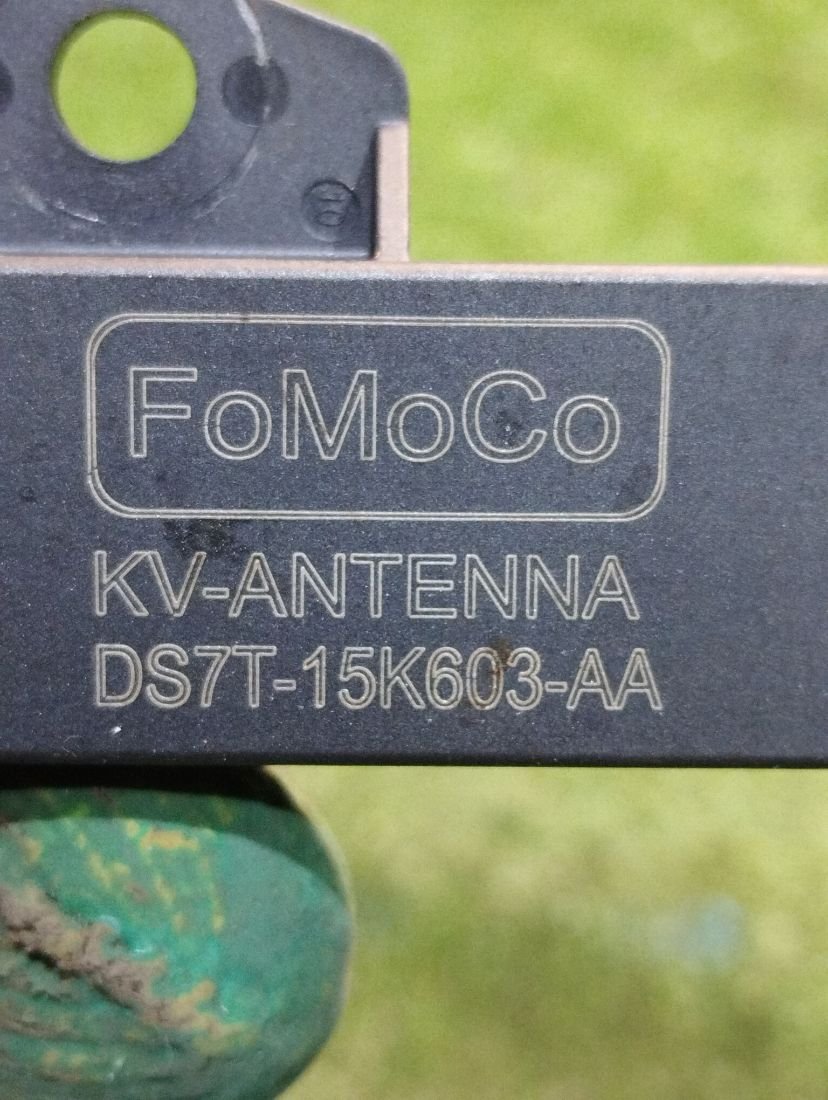 FoMoCo
KV-ANTENNA
DS7T-15K603-AA